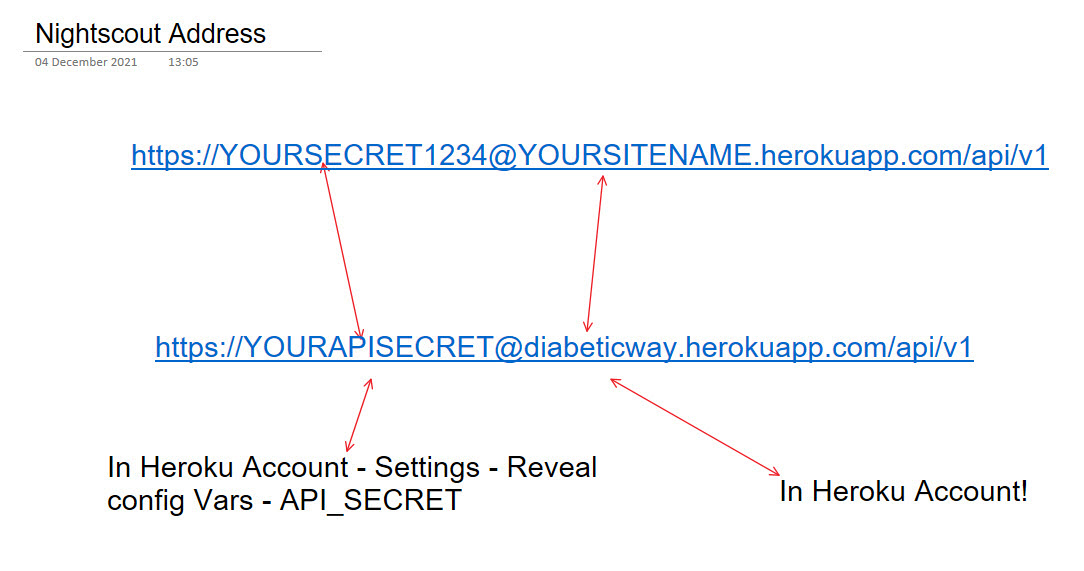 Nightscout Address
04 December 2021 13:05
https://YOURSECRET1234@YOURSITENAME.herokuapp.com/api/v1
https://YOURAPISECRET@diabeticway.herokuapp.com/api/v1
In Heroku Account - Settings - Reveal
config Vars - API_SECRET
In Heroku Account!